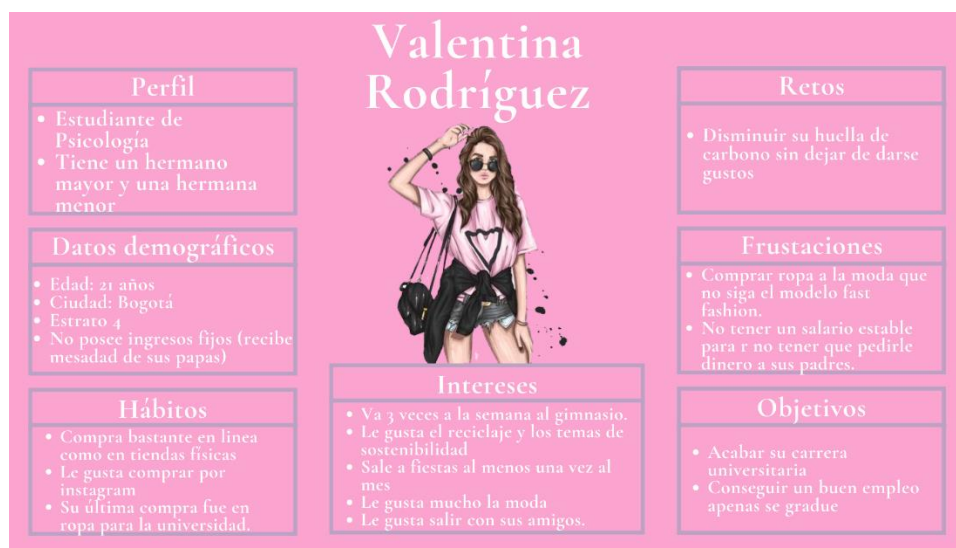 Valentina
Rodríguez
Perfil
• Estudiante de
Psicología
• Tiene un hermano
mayor y una hermana
menor
Datos demográficos
• Edad: 21 años
• Ciudad: Bogotá
• Estrato 4
• No posee ingresos fijos (recibe
mesadad de sus papas)
Hábitos
• Compra bastante en linea
como en tiendas físicas
• Le gusta comprar por
instagram
• Su última compra fue en
ropa para la universidad.
Intereses
• Va 3 veces a la semana al gimnasio.
• Le gusta el reciclaje y los temas de
sostenibilidad
• Sale a fiestas al menos una vez al
mes
• Le gusta mucho la moda
• Le gusta salir con sus amigos.
Retos
• Disminuir su huella de
carbono sin dejar de darse
gustos
Frustaciones
• Comprar ropa a la moda que
no siga el modelo fast
fashion.
• No tener un salario estable
para r no tener que pedirle
dinero a sus padres.
Objetivos
• Acabar su carrera
universitaria
• Conseguir un buen empleo
apenas se gradue